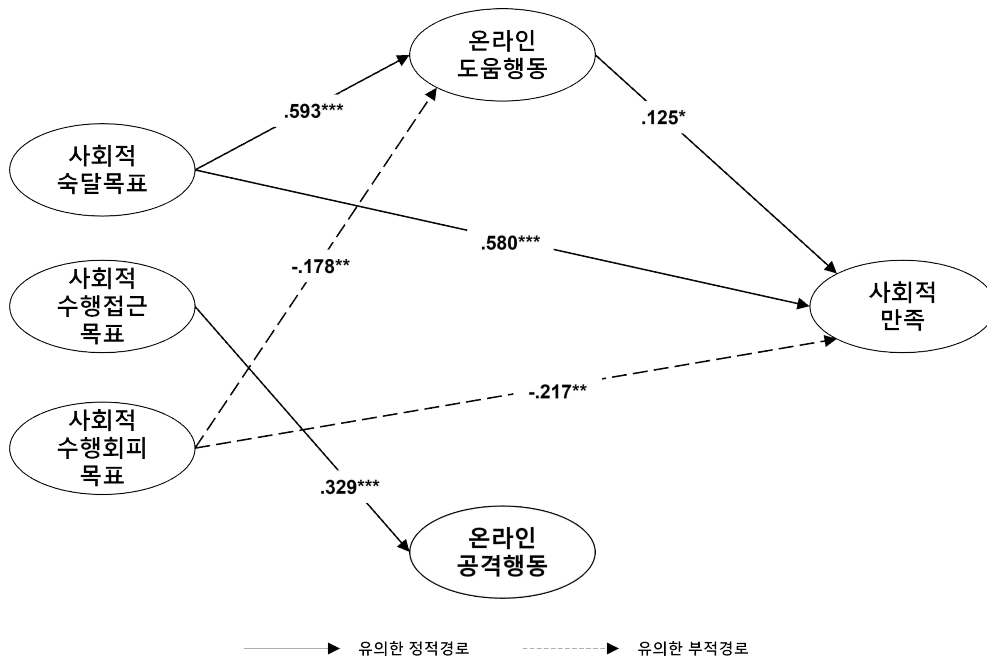 온라인
도움행동
.593***
.125*
사회적
숙달목표
.580***
-.178**
사회적
수행접근
목표
사회적
만족
-.217**
사회적
수행회피
목표
.329***
온라인
공격행동
유의한 정적경로
유의한 부적경로